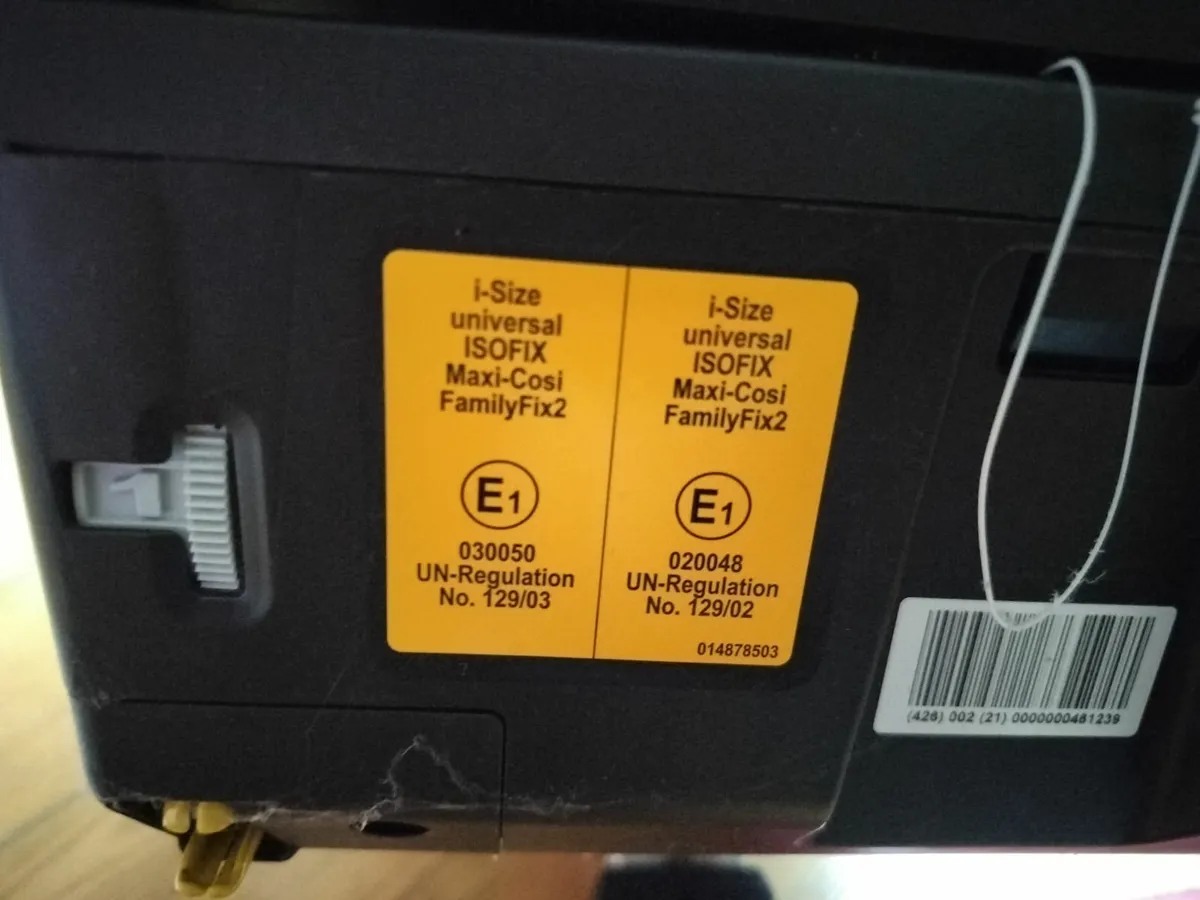 i-Size
universal
ISOFIX
Maxi-Cosi
FamilyFix2
E1
030050
UN-Regulation
No. 129/03
i-Size
universal
ISOFIX
Maxi-Cosi
FamilyFix2
E1
020048
UN-Regulation
No. 129/02
014878503
(426) 002 (21) 0000000481239